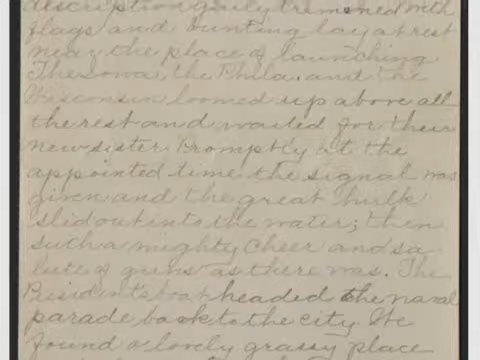 description gaily trimmed with
flags and bunting lay at rest
near the place of launching
The Iowa, the Phila. and the
Wisconsin loomed up above all
the rest and waited for their
new sister. Promptly at the
appointed time the signal was
given and the great hulk
slid out into the water; then
such a mighty cheer and sa
lute of guns as there was. The
President's boat headed the naval
parade back to the city. We
found a lovely grassy place